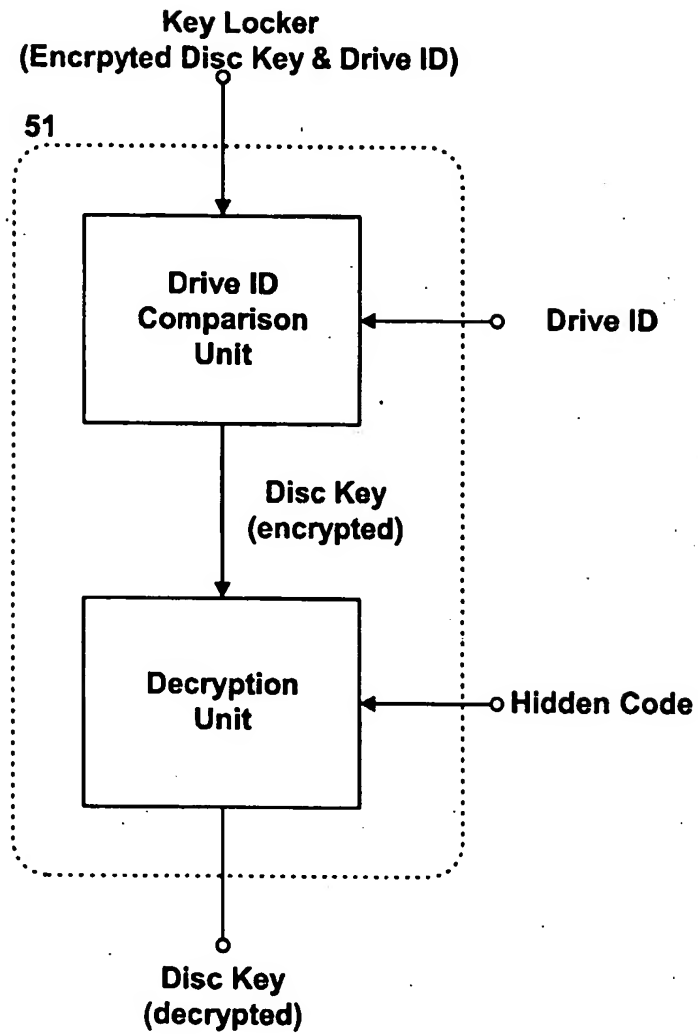 Key Locker
(Encrpyted Disc Key & Drive ID)
51
Drive ID
Comparison
Unit
Drive ID
Disc Key
(encrypted)
Decryption
Unit
Hidden Code
Disc Key
(decrypted)